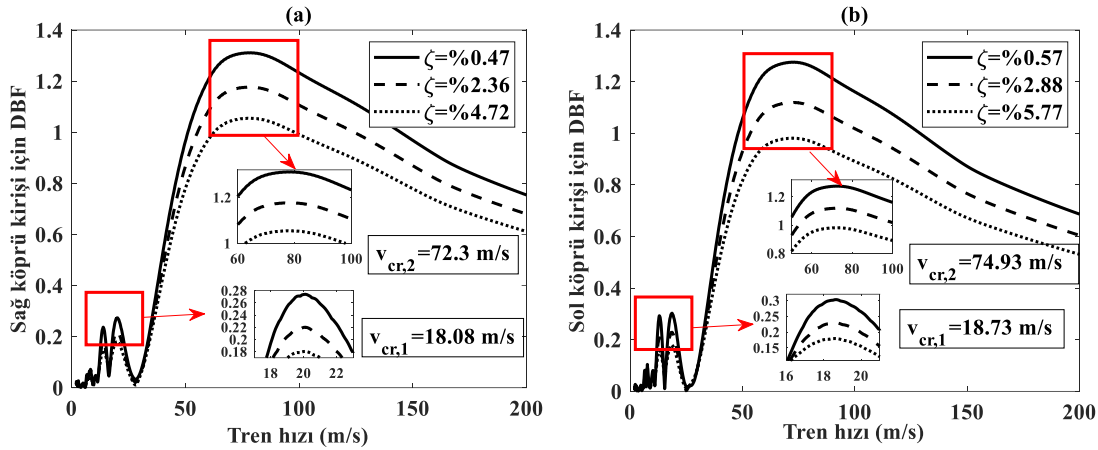 (a)
Sağ köprü kirişi için DBF
1.4
1.2
1
0.8
0.6
0.4
0.2
0
ζ=%0.47
ζ=%2.36
ζ=%4.72
1.2
1
60 80 100
v_cr,2=72.3 m/s
0.28
0.26
0.24
0.22
0.2
0.18
18 20 22
v_cr,1=18.08 m/s
0 50 100 150 200
Tren hızı (m/s)
(b)
Sol köprü kirişi için DBF
1.4
1.2
1
0.8
0.6
0.4
0.2
0
ζ=%0.57
ζ=%2.88
ζ=%5.77
1.2
1
0.8
60 80 100
v_cr,2=74.93 m/s
0.3
0.25
0.2
0.15
16 18 20
v_cr,1=18.73 m/s
0 50 100 150 200
Tren hızı (m/s)